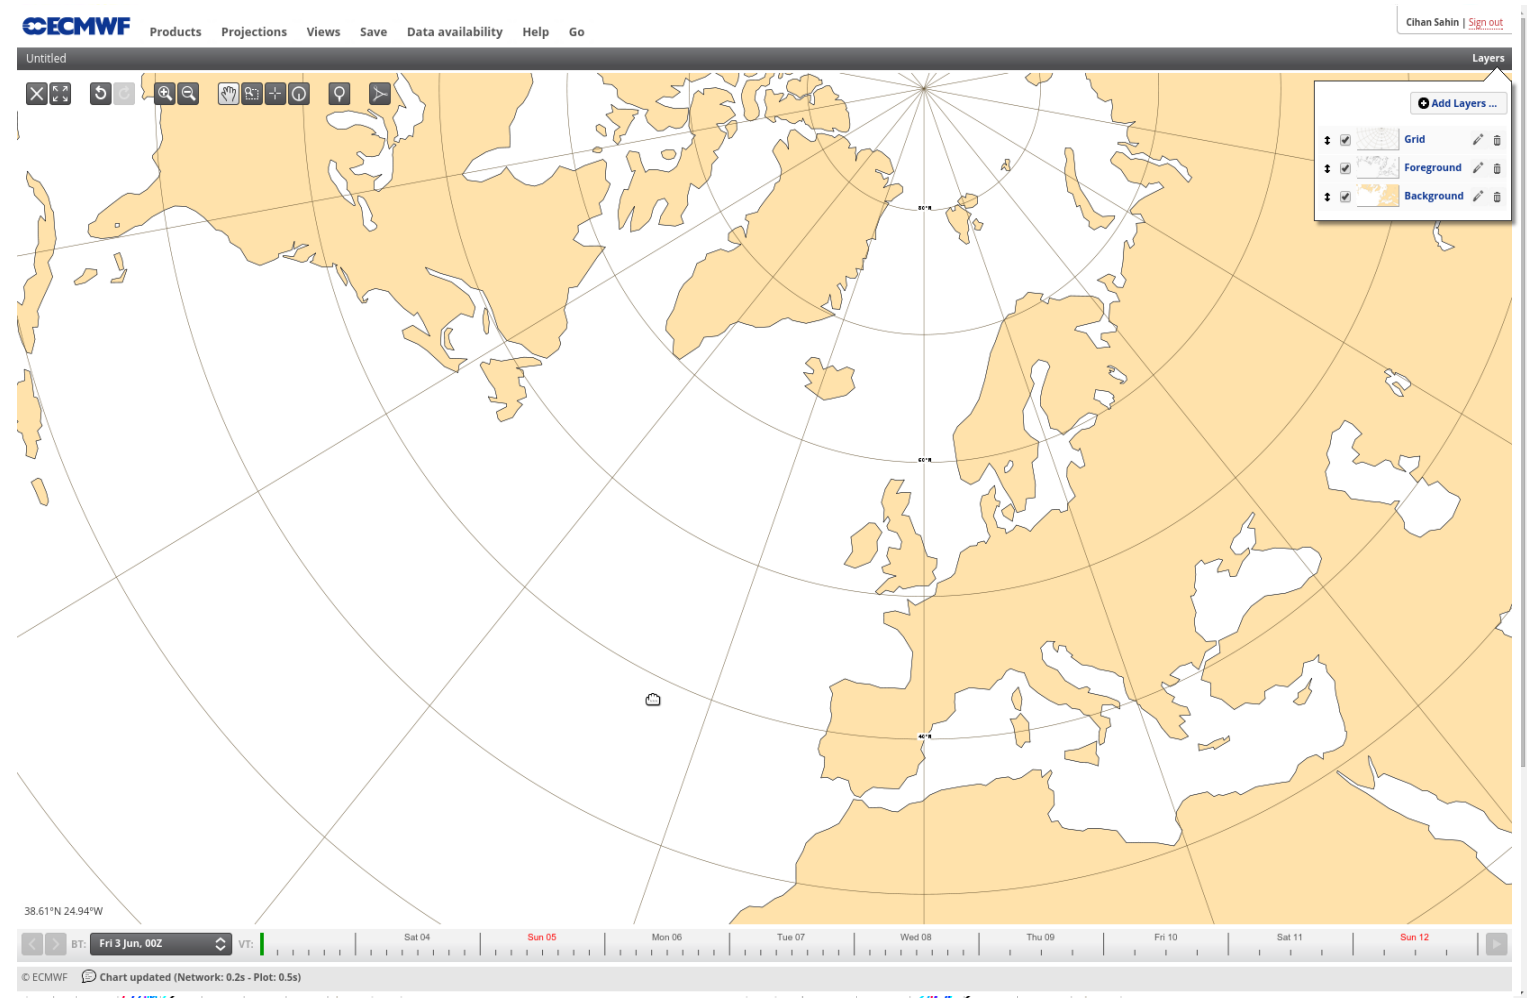 ECMWF Products Projections Views Save Data availability Help Go
Cihan Sahin | Sign out
Untitled Layers
Add Layers ...
Grid
Foreground
Background
80°N
60°N
40°N
38.61°N 24.94°W
BT: Fri 3 Jun, 00Z VT: Sat 04 Sun 05 Mon 06 Tue 07 Wed 08 Thu 09 Fri 10 Sat 11 Sun 12
© ECMWF Chart updated (Network: 0.2s - Plot: 0.5s)